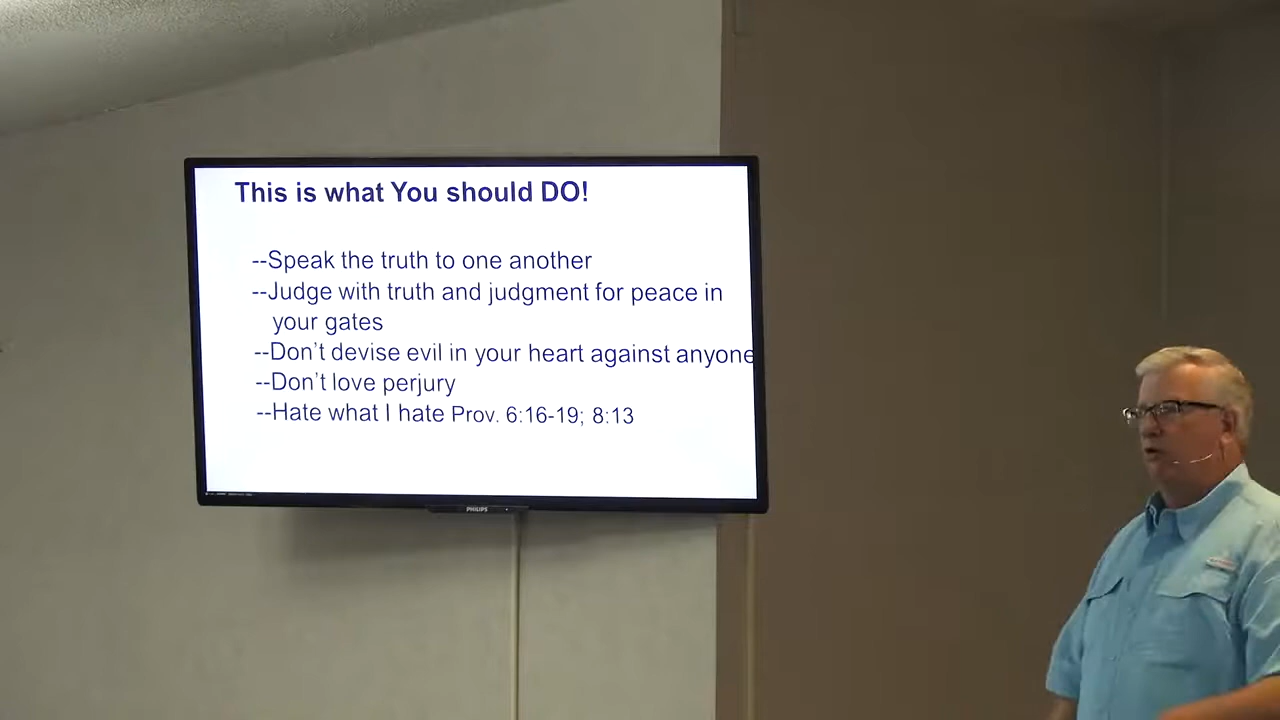 This is what You should DO!
--Speak the truth to one another
--Judge with truth and judgment for peace in
your gates
--Don't devise evil in your heart against anyone
--Don't love perjury
--Hate what I hate Prov. 6:16-19; 8:13
PHILIPS